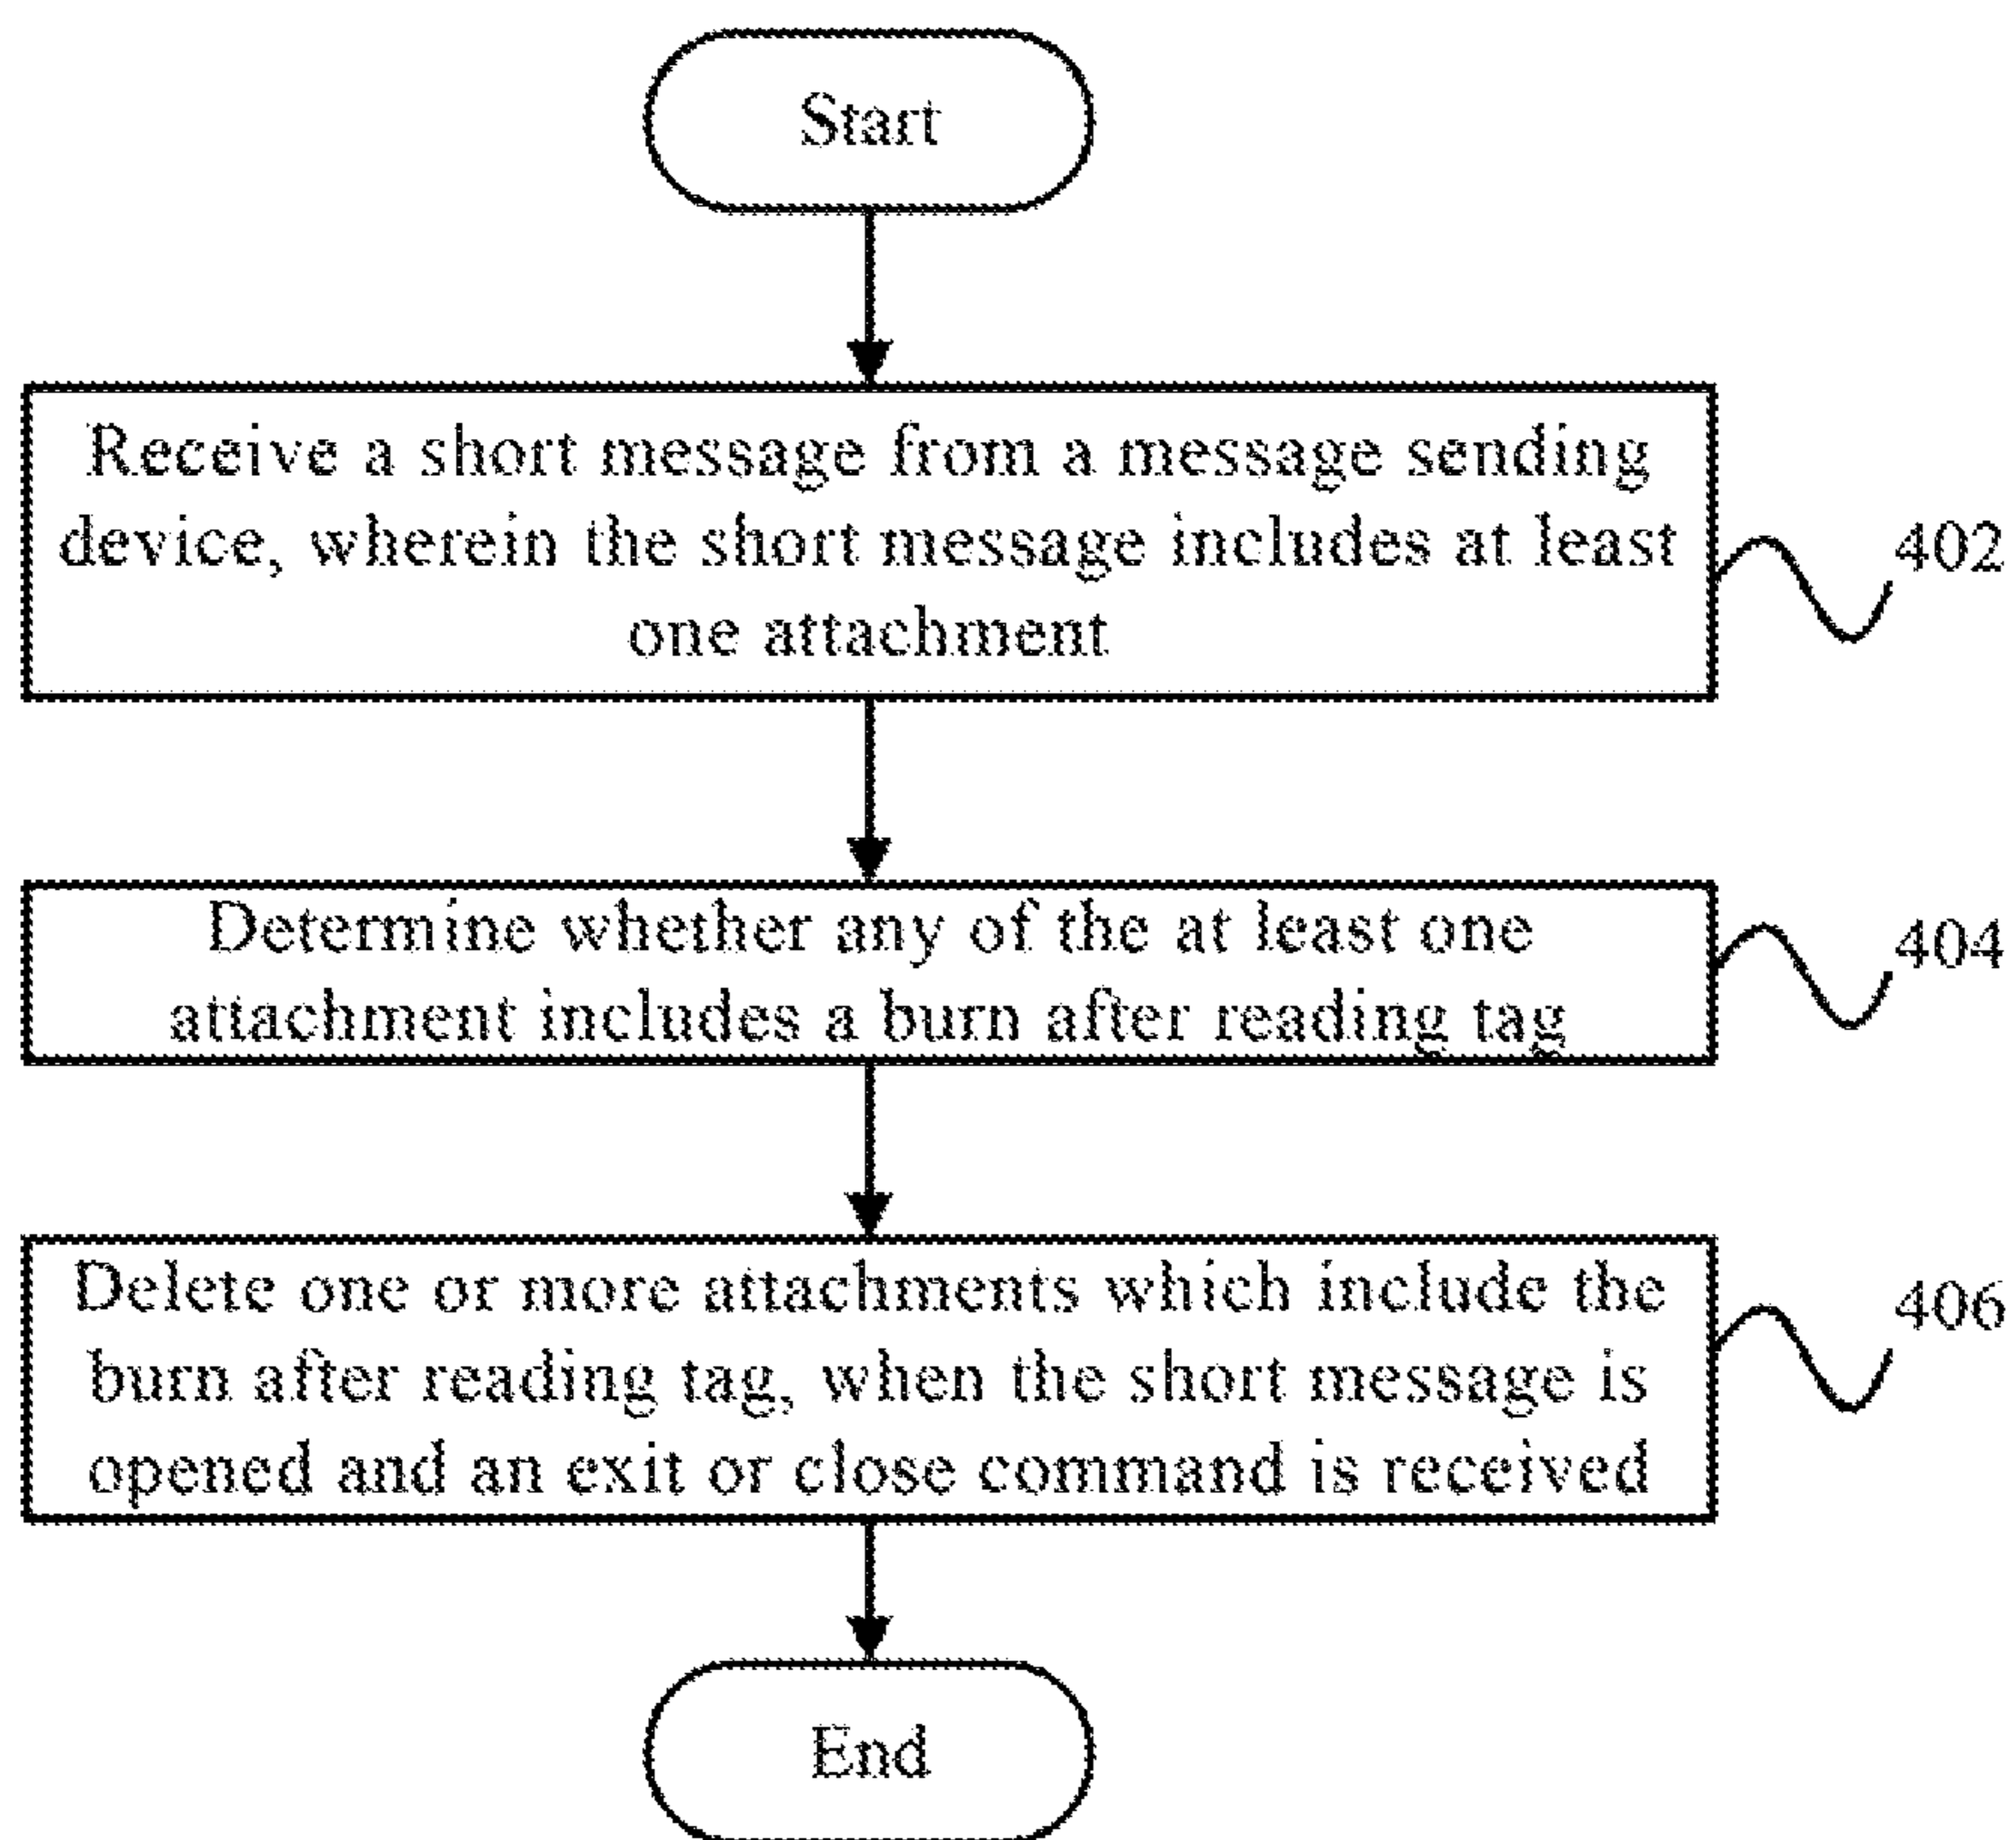 Start
Receive a short message from a message sending
device, wherein the short message includes at least
one attachment
402
Determine whether any of the at least one
attachment includes a burn after reading tag
404
Delete one or more attachments which include the
burn after reading tag, when the short message is
opened and an exit or close command is received
406
End